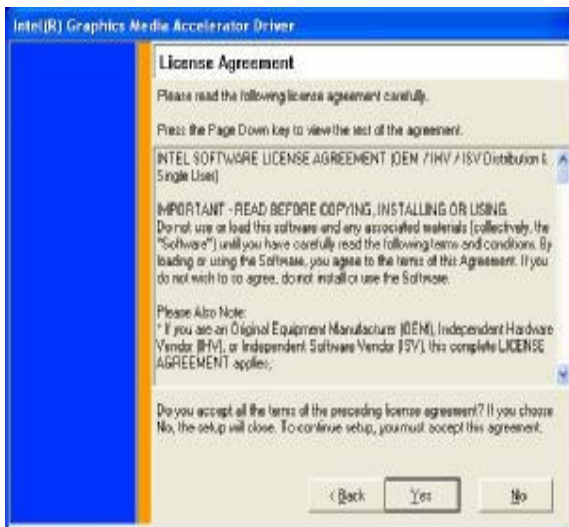 Intel(R) Graphics Media Accelerator Driver
License Agreement
Please read the following license agreement carefully.
Press the Page Down key to view the rest of the agreement.
INTEL SOFTWARE LICENSE AGREEMENT (OEM / IHV / ISV Distribution &
Single User)
IMPORTANT - READ BEFORE COPYING, INSTALLING OR USING.
Do not use or load this software and any associated materials (collectively, the
"Software") until you have carefully read the following terms and conditions. By
loading or using the Software, you agree to the terms of this Agreement. If you
do not wish to so agree, do not install or use the Software.
Please Also Note:
* If you are an Original Equipment Manufacturer (OEM), Independent Hardware
Vendor (IHV), or Independent Software Vendor (ISV), this complete LICENSE
AGREEMENT applies;
Do you accept all the terms of the preceding license agreement? If you choose
No, the setup will close. To continue setup, you must accept this agreement.
< Back Yes No